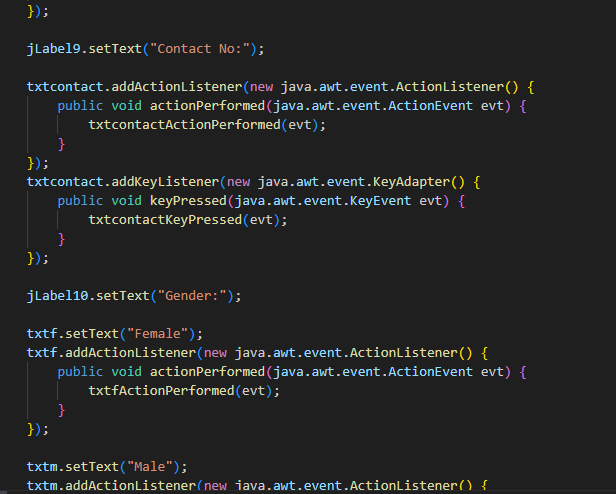 });
jLabel9.setText("Contact No:");
txtcontact.addActionListener(new java.awt.event.ActionListener() {
public void actionPerformed(java.awt.event.ActionEvent evt) {
txtcontactActionPerformed(evt);
}
});
txtcontact.addKeyListener(new java.awt.event.KeyAdapter() {
public void keyPressed(java.awt.event.KeyEvent evt) {
txtcontactKeyPressed(evt);
}
});
jLabel10.setText("Gender:");
txtf.setText("Female");
txtf.addActionListener(new java.awt.event.ActionListener() {
public void actionPerformed(java.awt.event.ActionEvent evt) {
txtfActionPerformed(evt);
}
});
txtm.setText("Male");
txtm.addActionListener(new java.awt.event.ActionListener() {